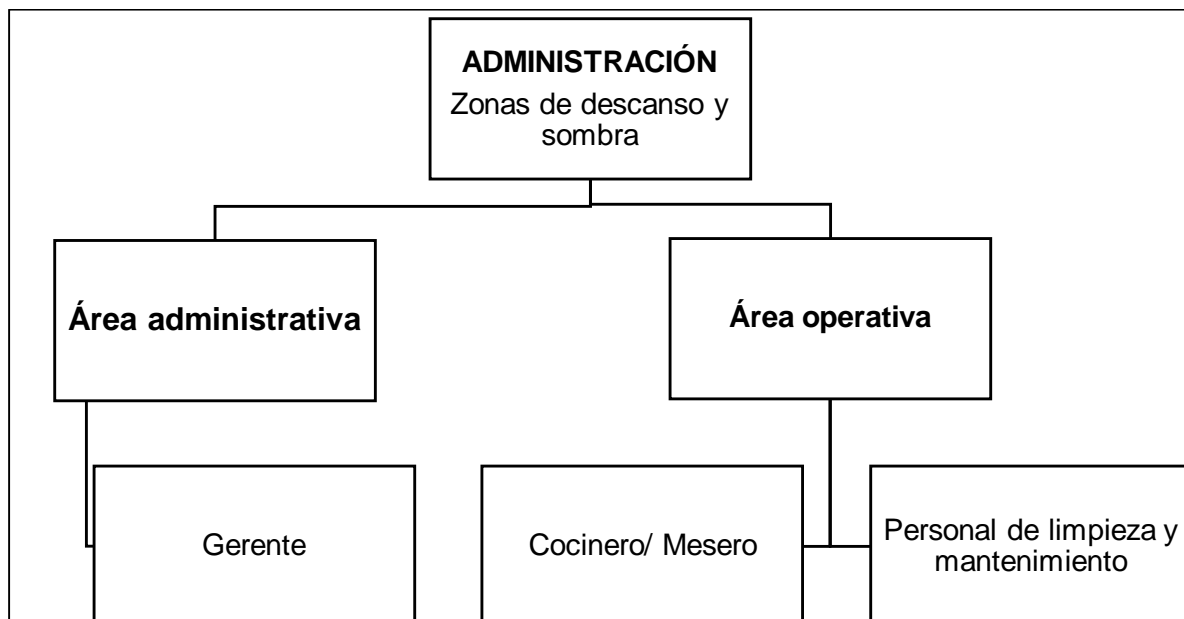 ADMINISTRACIÓN
Zonas de descanso y
sombra
Área administrativa
Área operativa
Gerente
Cocinero/ Mesero
Personal de limpieza y
mantenimiento